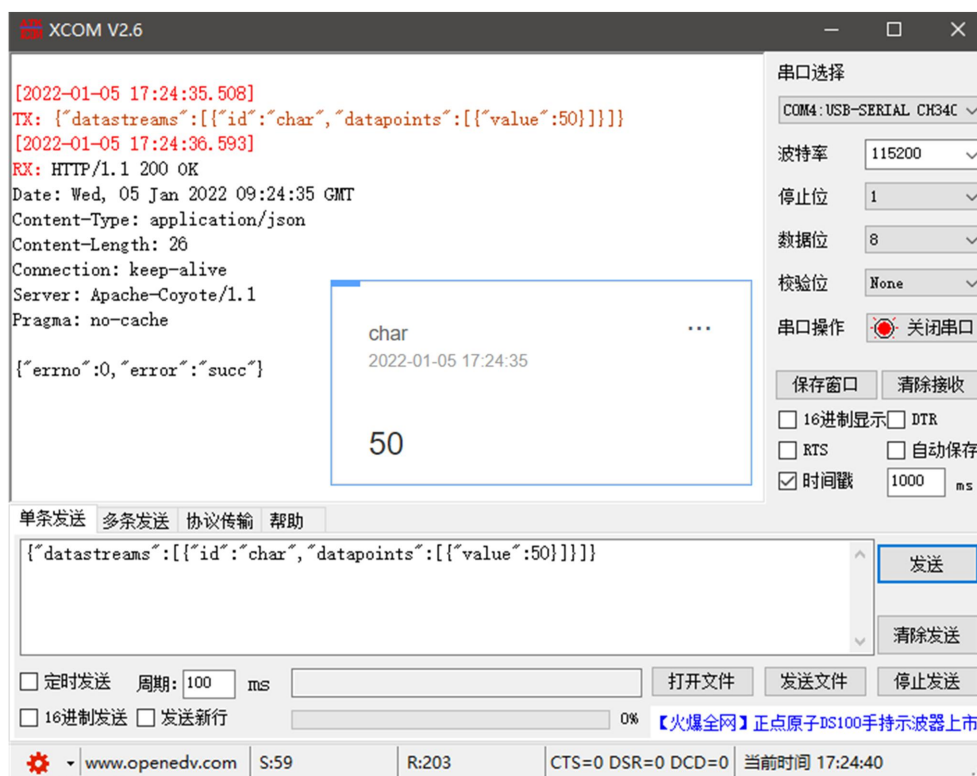 XCOM V2.6
[2022-01-05 17:24:35.508]
TX: {"datastreams":[{"id":"char","datapoints":[{"value":50}]}]}
[2022-01-05 17:24:36.593]
RX: HTTP/1.1 200 OK
Date: Wed, 05 Jan 2022 09:24:35 GMT
Content-Type: application/json
Content-Length: 26
Connection: keep-alive
Server: Apache-Coyote/1.1
Pragma: no-cache
{"errno":0,"error":"succ"}
char
...
2022-01-05 17:24:35
50
串口选择
COM4:USB-SERIAL CH340
波特率 115200
停止位 1
数据位 8
校验位 None
串口操作 关闭串口
保存窗口 清除接收
16进制显示 DTR
RTS 自动保存
时间戳 1000 ms
单条发送 多条发送 协议传输 帮助
{"datastreams":[{"id":"char","datapoints":[{"value":50}]}]}
发送
清除发送
定时发送 周期: 100 ms 打开文件 发送文件 停止发送
16进制发送 发送新行 0% 【火爆全网】正点原子DS100手持示波器上市
www.openedv.com S:59 R:203 CTS=0 DSR=0 DCD=0 当前时间 17:24:40